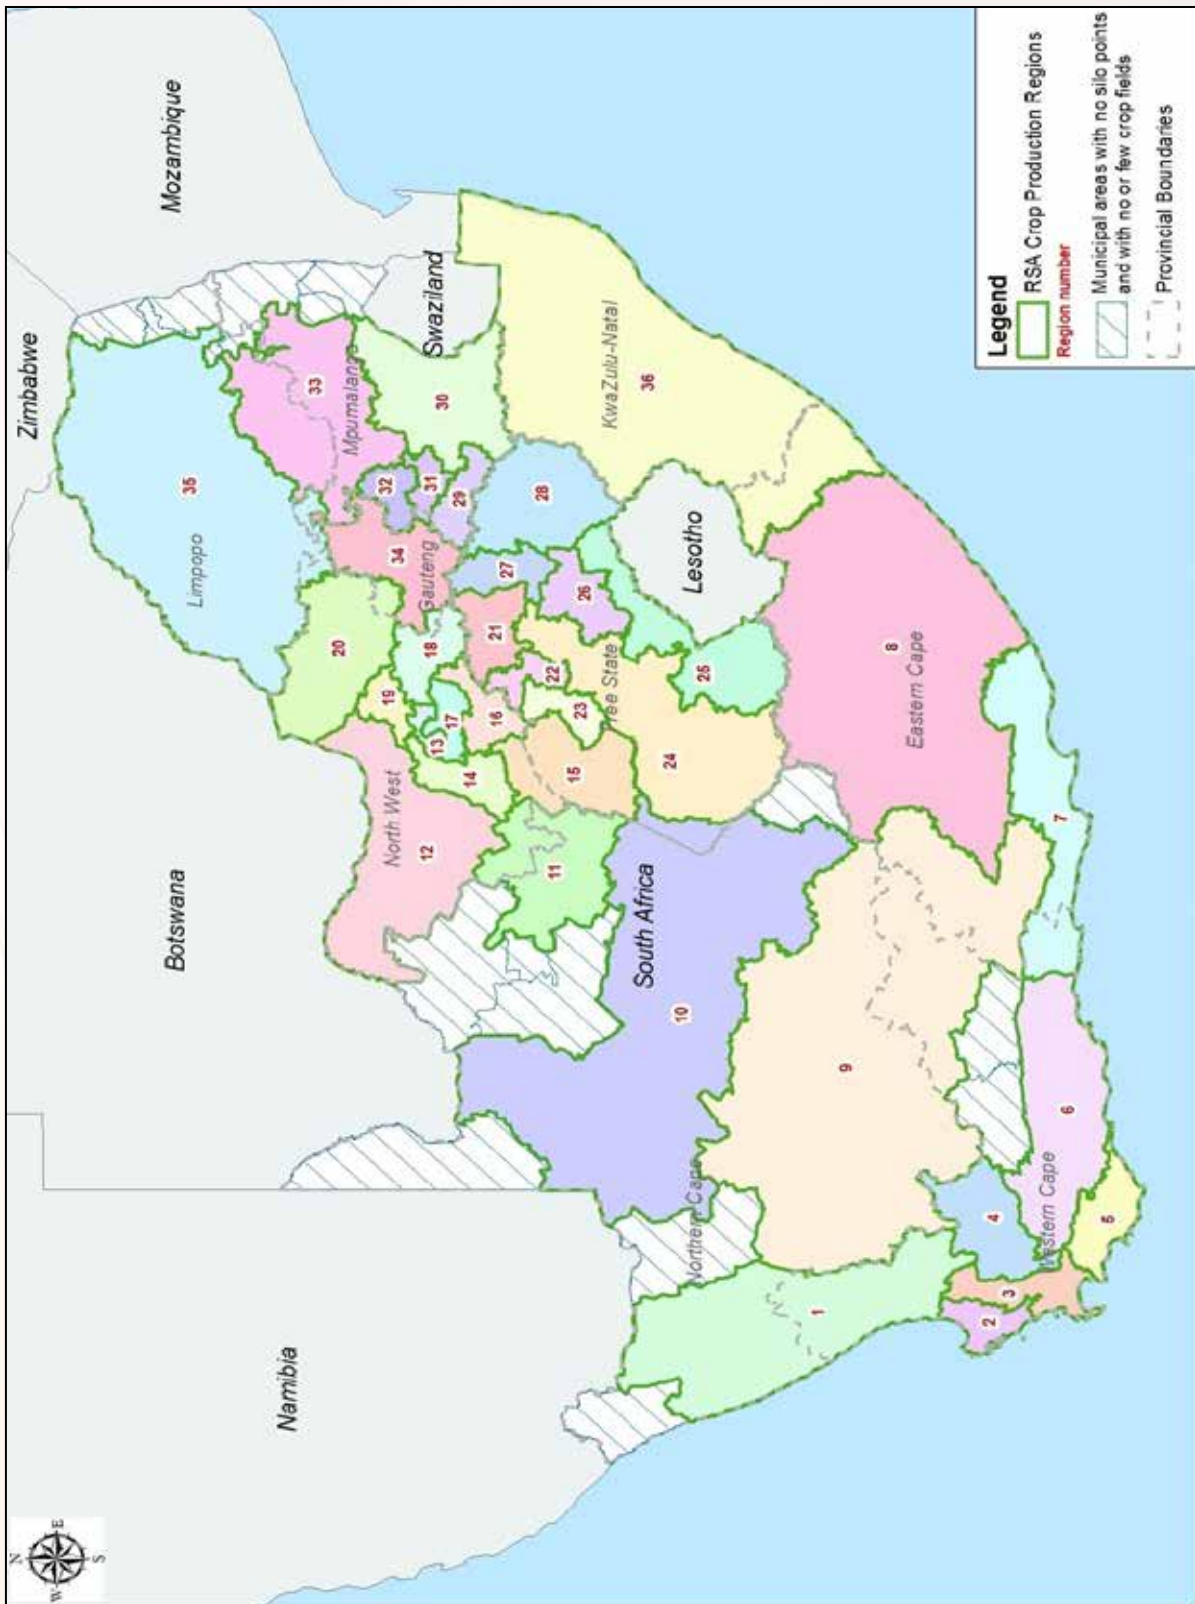 N
W E
S
Zimbabwe
Botswana
Mozambique
35
Limpopo
Namibia
33
20
Mpumalanga
32
19
North West
34
12
Gauteng
31
18
Swaziland
13
30
17
29
14
16
21
27
28
22
11
15
23
26
Free State
KwaZulu-Natal
South Africa
36
24
10
Northern Cape
Lesotho
25
1
9
8
Eastern Cape
2
4
3
Western Cape
7
6
5
Legend
RSA Crop Production Regions
Region number
Municipal areas with no silo points
and with no or few crop fields
Provincial Boundaries